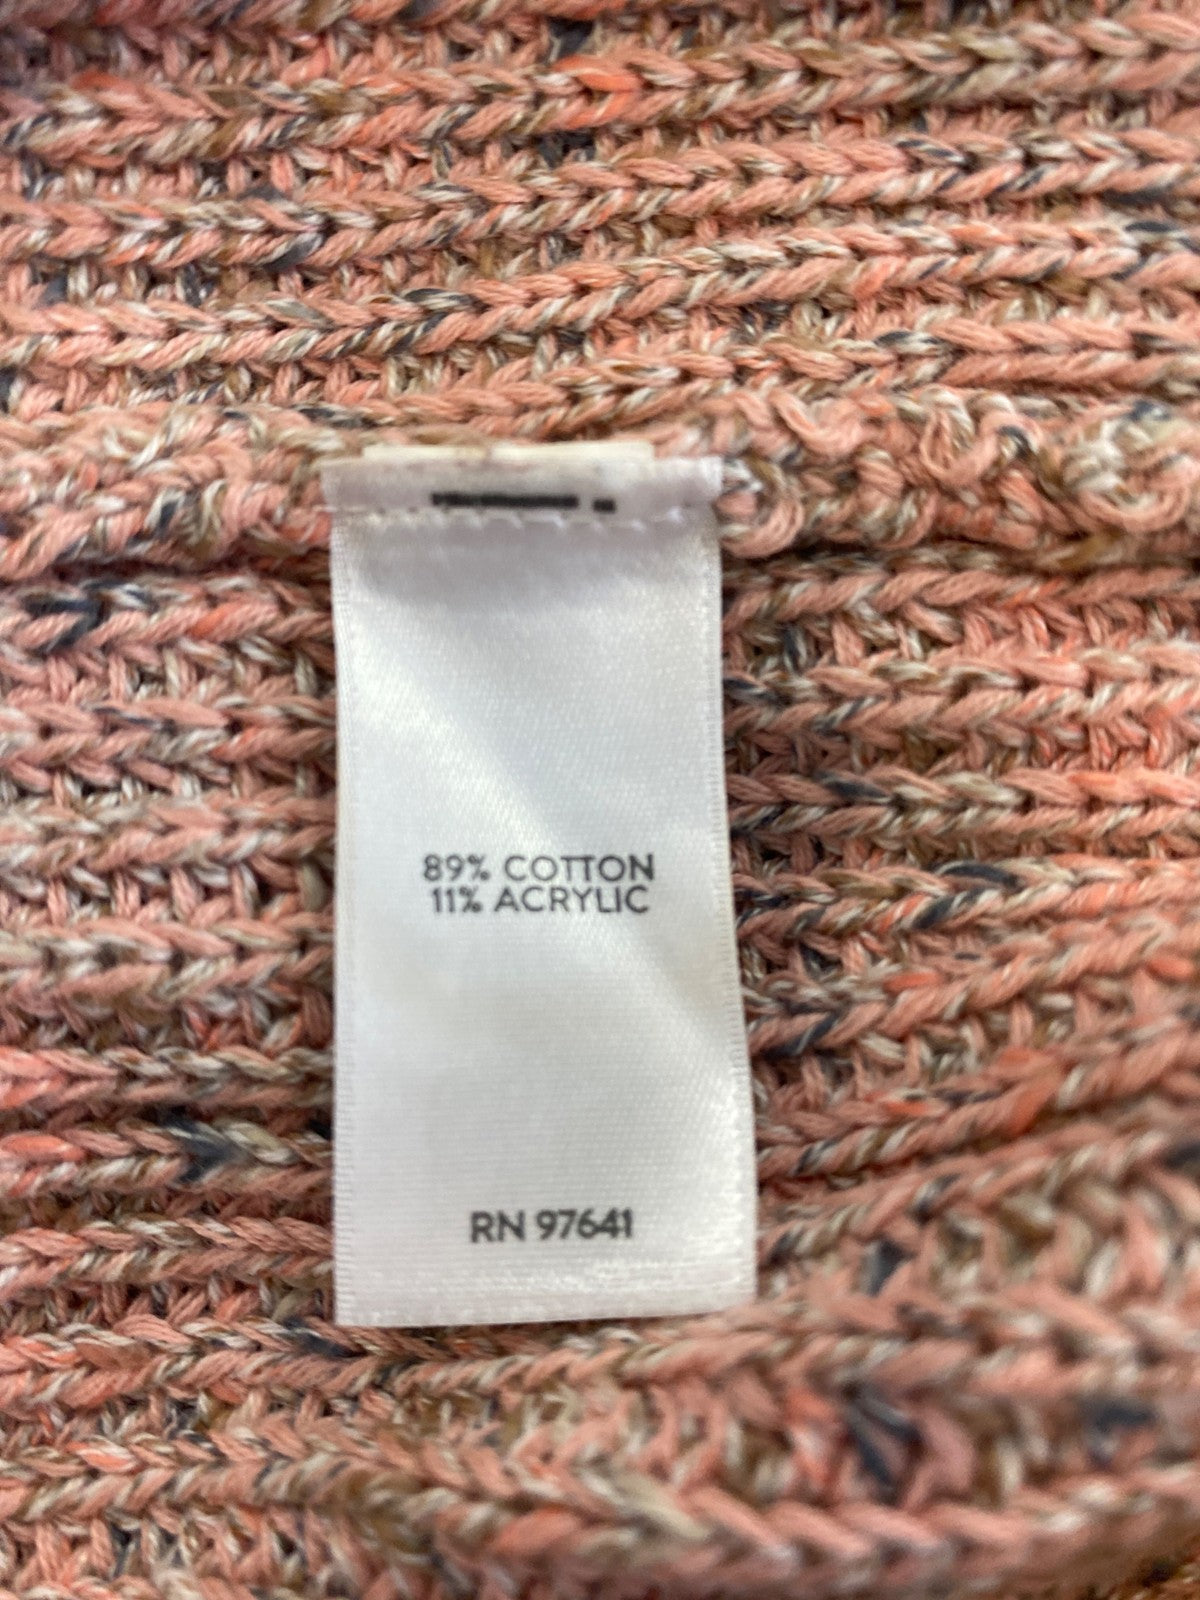 89% COTTON
11% ACRYLIC
RN 97641